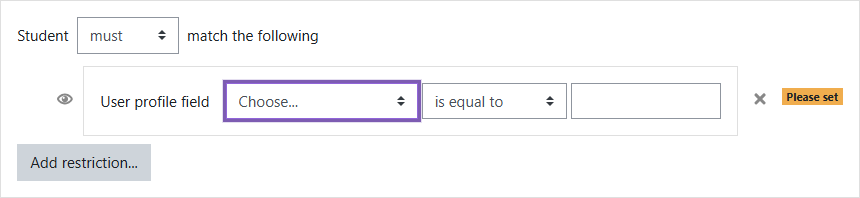 Student must match the following
User profile field Choose... is equal to Please set
Add restriction...